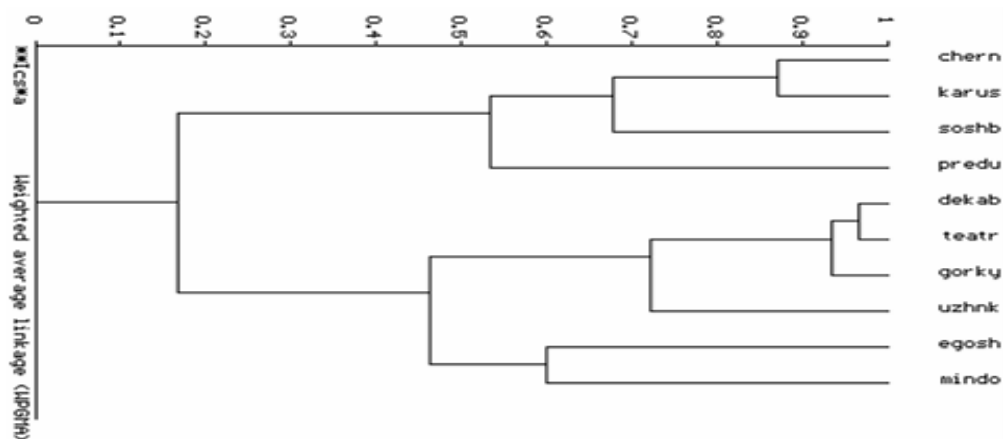 0 0.1 0.2 0.3 0.4 0.5 0.6 0.7 0.8 0.9 1
chern
karus
soshb
predu
dekab
teatr
gorky
uzhnk
egosh
mindo
Weighted average linkage (WPGMA)